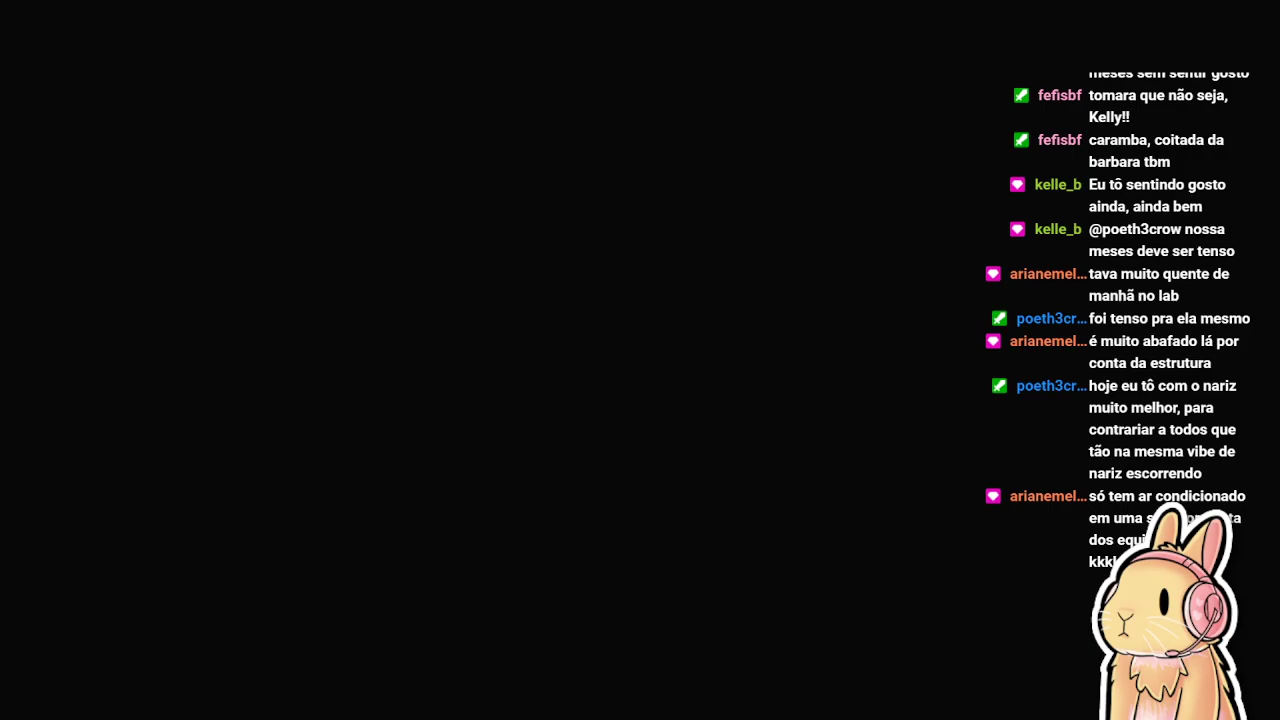 meses sem sentir gosto
fefisbf tomara que não seja,
Kelly!!
fefisbf caramba, coitada da
barbara tbm
kelle_b Eu tô sentindo gosto
ainda, ainda bem
kelle_b @poeth3crow nossa
meses deve ser tenso
arianemel... tava muito quente de
manhã no lab
poeth3cr... foi tenso pra ela mesmo
arianemel... é muito abafado lá por
conta da estrutura
poeth3cr... hoje eu tô com o nariz
muito melhor, para
contrariar a todos que
tão na mesma vibe de
nariz escorrendo
arianemel... só tem ar condicionado
em uma
dos